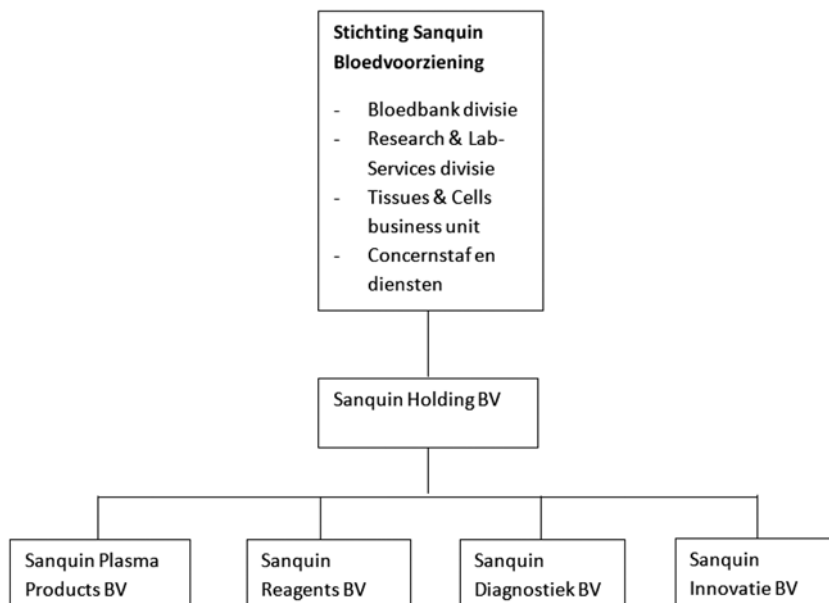 Stichting Sanquin
Bloedvoorziening
- Bloedbank divisie
- Research & Lab-
Services divisie
- Tissues & Cells
business unit
- Concernstaf en
diensten
Sanquin Holding BV
Sanquin Plasma
Products BV
Sanquin
Reagents BV
Sanquin
Diagnostiek BV
Sanquin
Innovatie BV